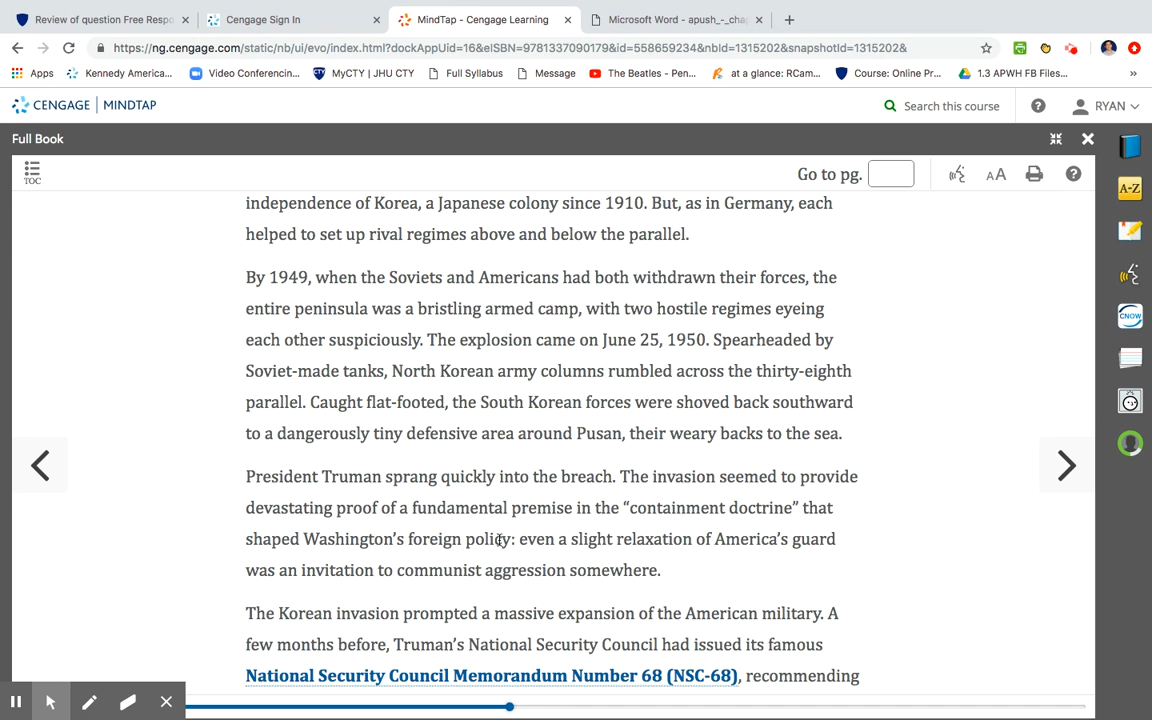 Review of question Free Respo
Cengage Sign In
MindTap - Cengage Learning
Microsoft Word - apush_-_chap
https://ng.cengage.com/static/nb/ui/evo/index.html?dockAppUid=16&eISBN=9781337090179&id=558659234&nbId=1315202&snapshotId=1315202&
Apps
Kennedy America...
Video Conferencin...
CTY
MyCTY | JHU CTY
Full Syllabus
Message
The Beatles - Pen...
at a glance: RCam...
Course: Online Pr...
1.3 APWH FB Files...
»
CENGAGE | MINDTAP
Search this course
RYAN
Full Book
TOC
Go to pg.
AA
A-Z
CNOW
independence of Korea, a Japanese colony since 1910. But, as in Germany, each
helped to set up rival regimes above and below the parallel.
By 1949, when the Soviets and Americans had both withdrawn their forces, the
entire peninsula was a bristling armed camp, with two hostile regimes eyeing
each other suspiciously. The explosion came on June 25, 1950. Spearheaded by
Soviet-made tanks, North Korean army columns rumbled across the thirty-eighth
parallel. Caught flat-footed, the South Korean forces were shoved back southward
to a dangerously tiny defensive area around Pusan, their weary backs to the sea.
President Truman sprang quickly into the breach. The invasion seemed to provide
devastating proof of a fundamental premise in the “containment doctrine” that
shaped Washington’s foreign policy: even a slight relaxation of America’s guard
was an invitation to communist aggression somewhere.
The Korean invasion prompted a massive expansion of the American military. A
few months before, Truman’s National Security Council had issued its famous
National Security Council Memorandum Number 68 (NSC-68), recommending